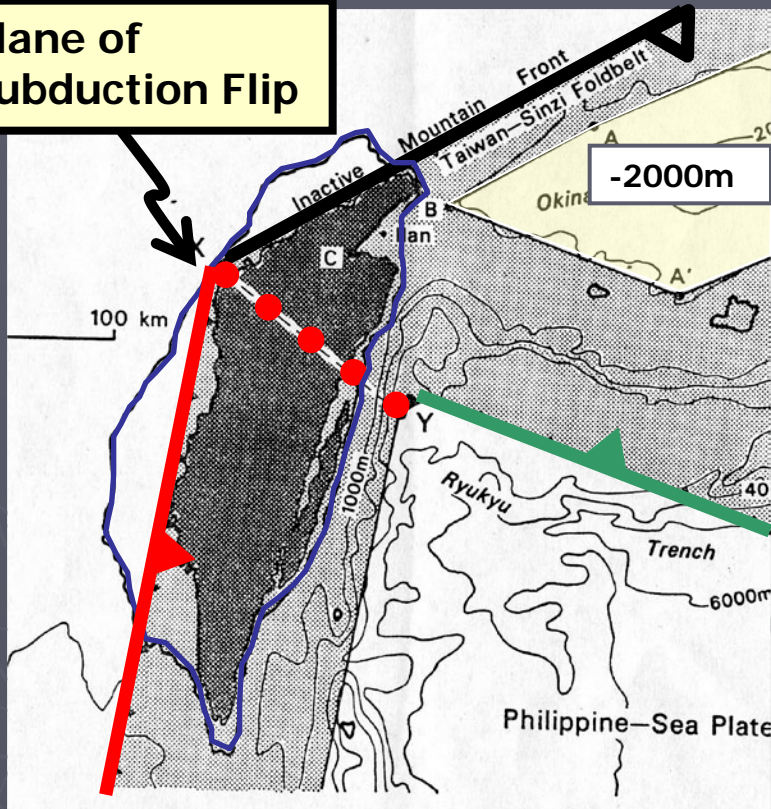 lane of
ubduction Flip
Inactive Mountain Front
Taiwan—Sinzi Foldbelt
A
20
-2000m
Okina
B
Ilan
C
X
A'
100 km
Y
1000m
Ryukyu
Trench
40
6000m
Philippine—Sea Plate